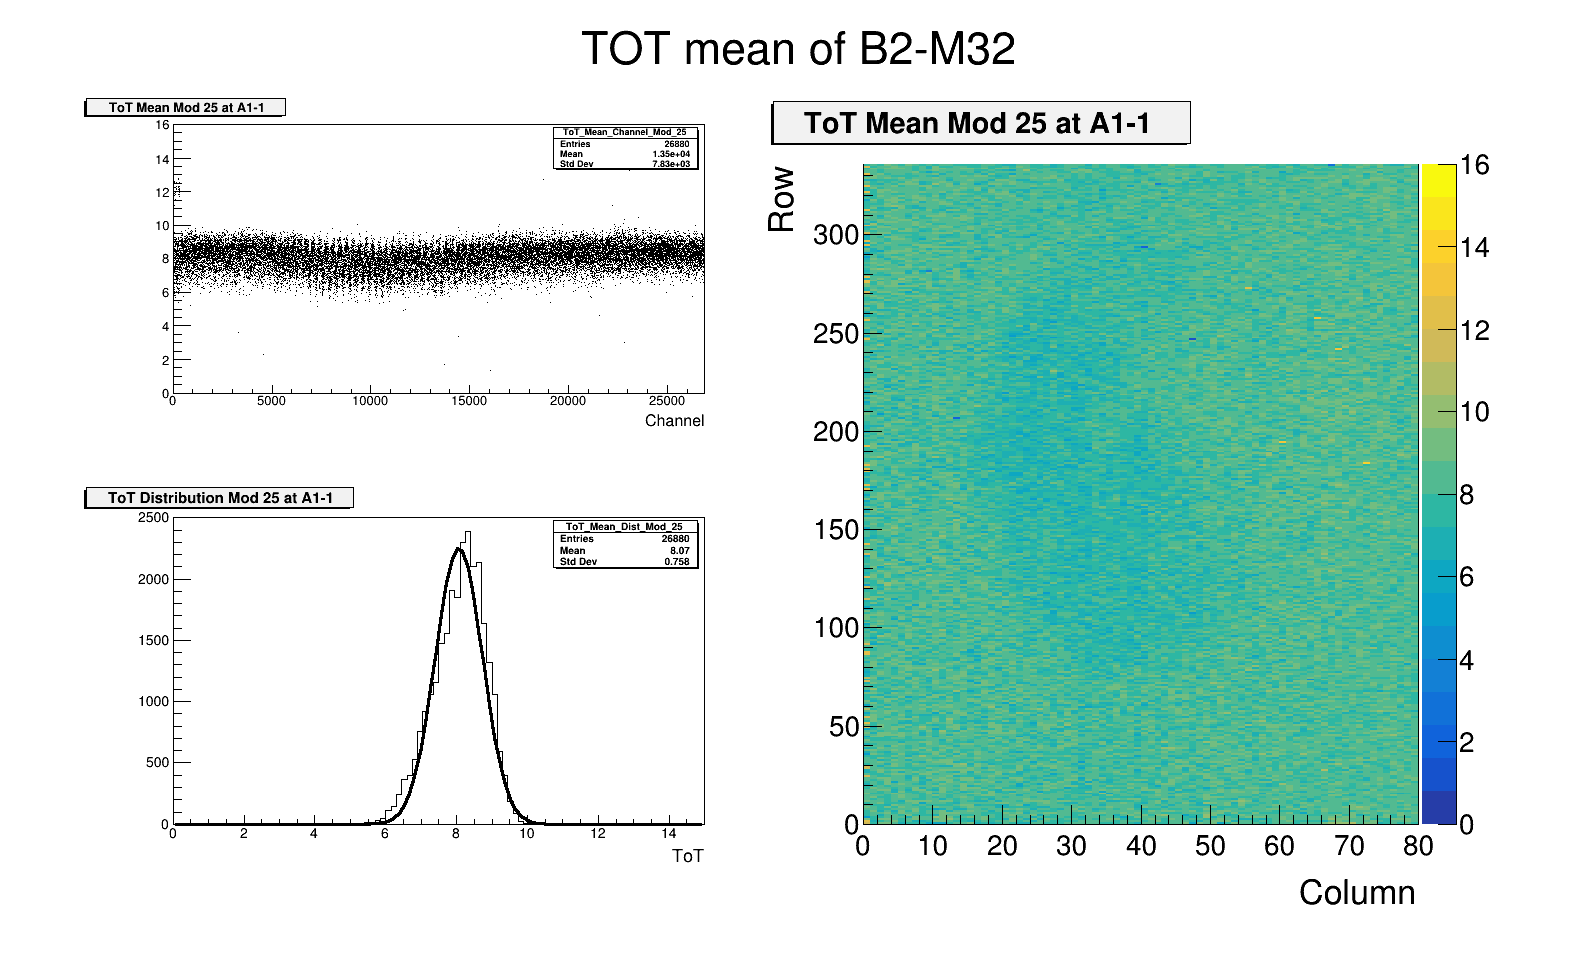 TOT mean of B2-M32
ToT Mean Mod 25 at A1-1
ToT_Mean_Channel_Mod_25
Entries 26880
Mean 1.35e+04
Std Dev 7.83e+03
16
14
12
10
8
6
4
2
0
0 5000 10000 15000 20000 25000
Channel
ToT Distribution Mod 25 at A1-1
ToT_Mean_Dist_Mod_25
Entries 26880
Mean 8.07
Std Dev 0.758
2500
2000
1500
1000
500
0
0 2 4 6 8 10 12 14
ToT
ToT Mean Mod 25 at A1-1
Row
300
250
200
150
100
50
0
0 10 20 30 40 50 60 70 80
Column
16
14
12
10
8
6
4
2
0